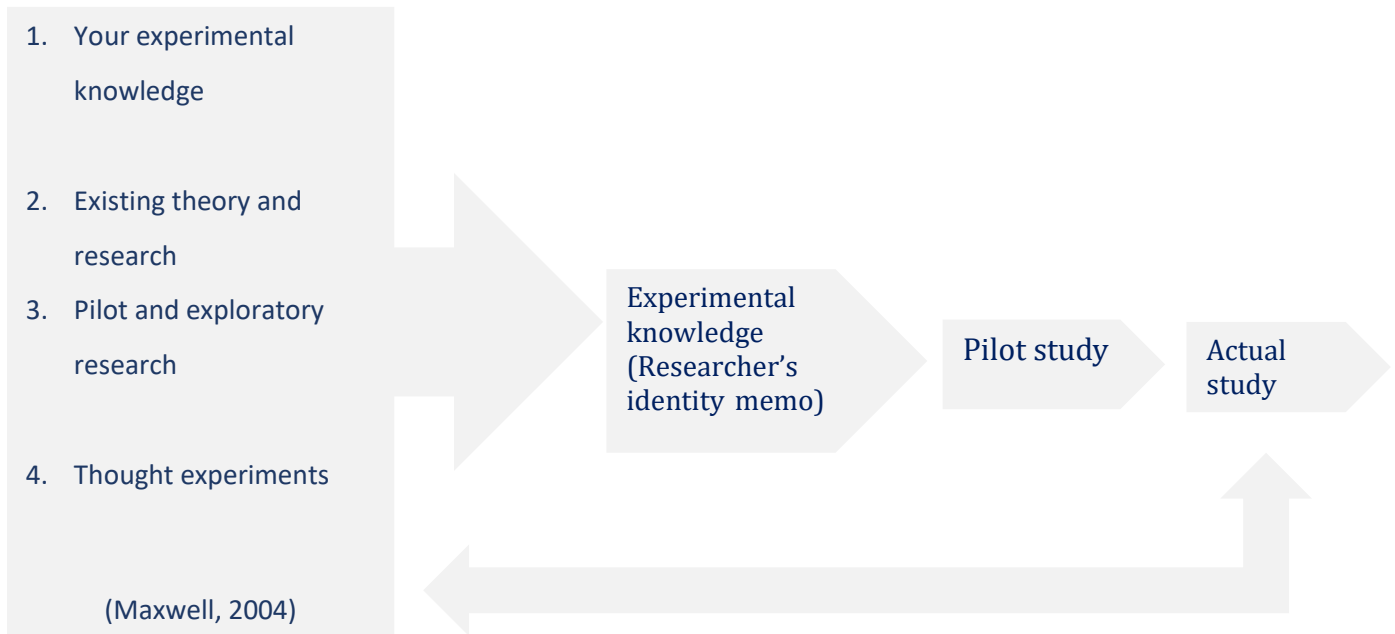 1. Your experimental
knowledge
2. Existing theory and
research
3. Pilot and exploratory
research
4. Thought experiments
(Maxwell, 2004)
Experimental
knowledge
(Researcher’s
identity memo)
Pilot study
Actual
study